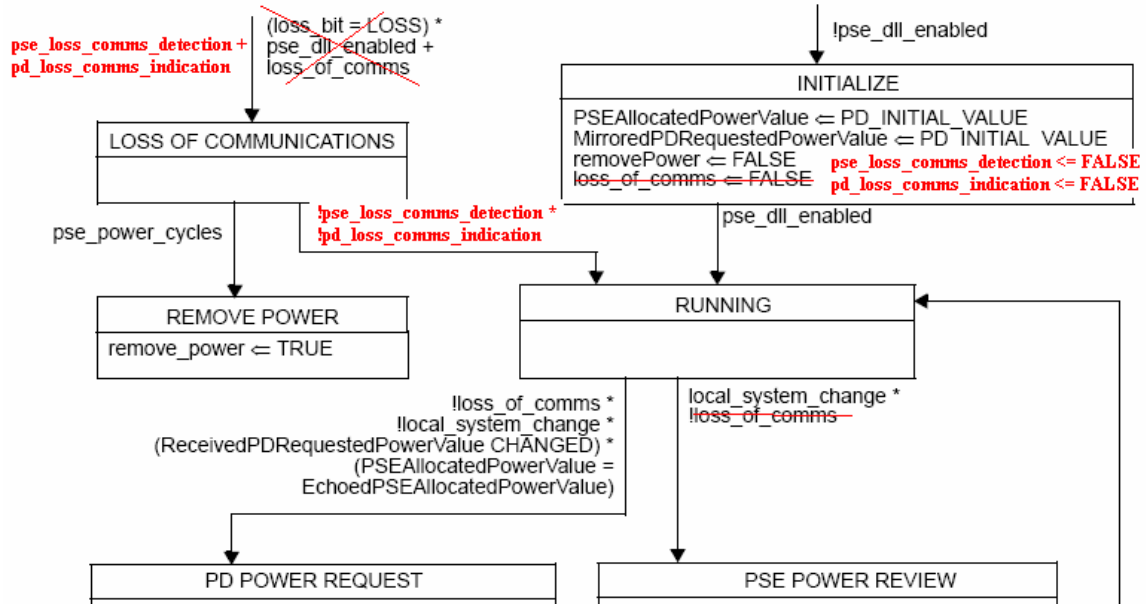 (loss_bit = LOSS) *
pse_dll_enabled +
loss_of_comms
pse_loss_comms_detection +
pd_loss_comms_indication
!pse_dll_enabled
LOSS OF COMMUNICATIONS
INITIALIZE
PSEAllocatedPowerValue ⇐ PD_INITIAL_VALUE
MirroredPDRequestedPowerValue ⇐ PD_INITIAL_VALUE
removePower ⇐ FALSE
loss_of_comms ⇐ FALSE
pse_loss_comms_detection <= FALSE
pd_loss_comms_indication <= FALSE
pse_power_cycles
!pse_loss_comms_detection *
!pd_loss_comms_indication
pse_dll_enabled
REMOVE POWER
remove_power ⇐ TRUE
RUNNING
!loss_of_comms *
!local_system_change *
(ReceivedPDRequestedPowerValue CHANGED) *
(PSEAllocatedPowerValue =
EchoedPSEAllocatedPowerValue)
local_system_change *
!loss_of_comms
PD POWER REQUEST
PSE POWER REVIEW